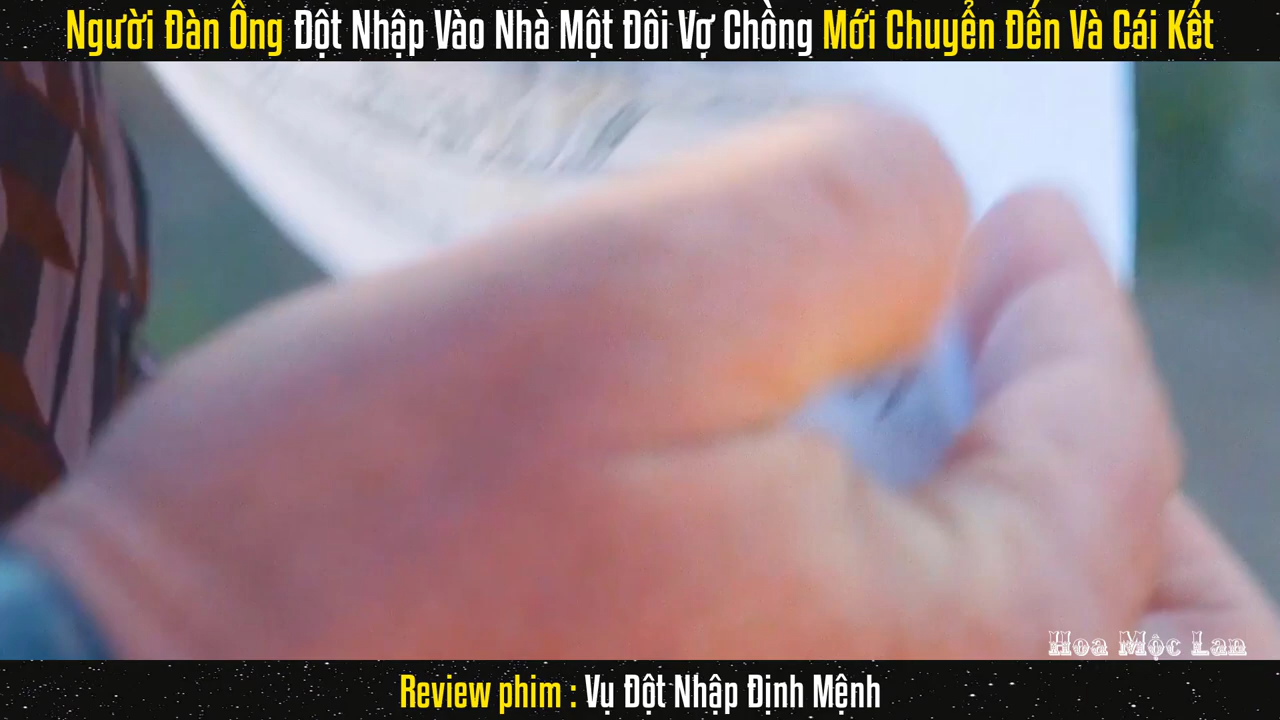 Người Đàn Ông Đột Nhập Vào Nhà Một Đôi Vợ Chồng Mới Chuyển Đến Và Cái Kết
Hoa Mộc Lan
Review phim : Vụ Đột Nhập Định Mệnh